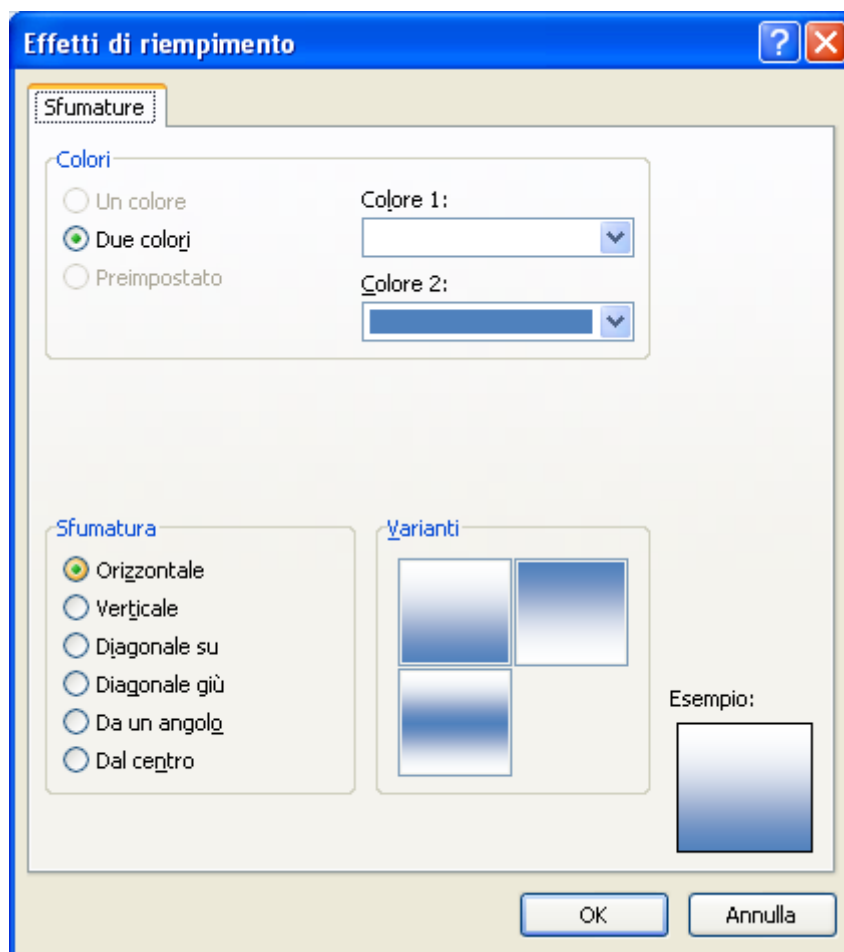 Effetti di riempimento
Sfumature
Colori
Un colore
Due colori
Preimpostato
Colore 1:
Colore 2:
Sfumatura
Orizzontale
Verticale
Diagonale su
Diagonale giù
Da un angolo
Dal centro
Varianti
Esempio:
OK
Annulla